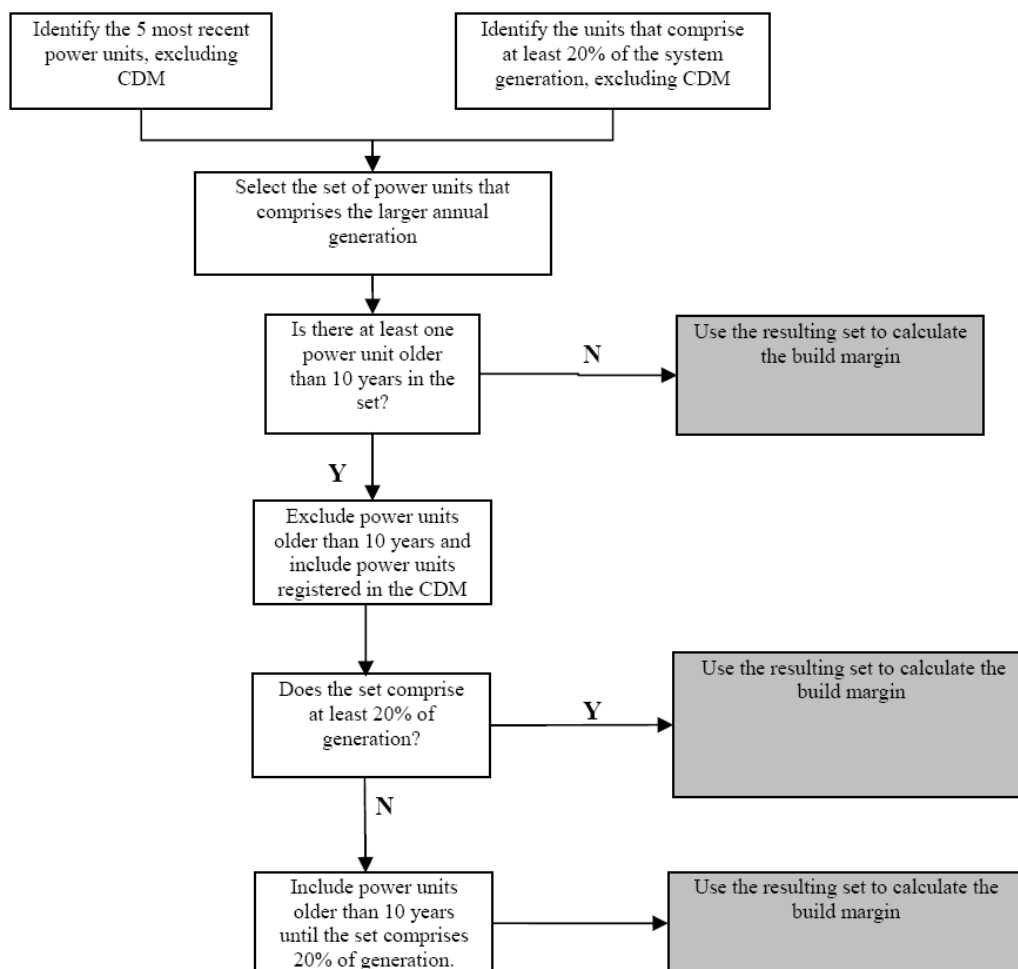 Identify the 5 most recent
power units, excluding
CDM
Identify the units that comprise
at least 20% of the system
generation, excluding CDM
Select the set of power units that
comprises the larger annual
generation
Is there at least one
power unit older
than 10 years in the
set?
N
Use the resulting set to calculate
the build margin
Y
Exclude power units
older than 10 years and
include power units
registered in the CDM
Does the set comprise
at least 20% of
generation?
Y
Use the resulting set to calculate the
build margin
N
Include power units
older than 10 years
until the set comprises
20% of generation.
Use the resulting set to calculate the
build margin